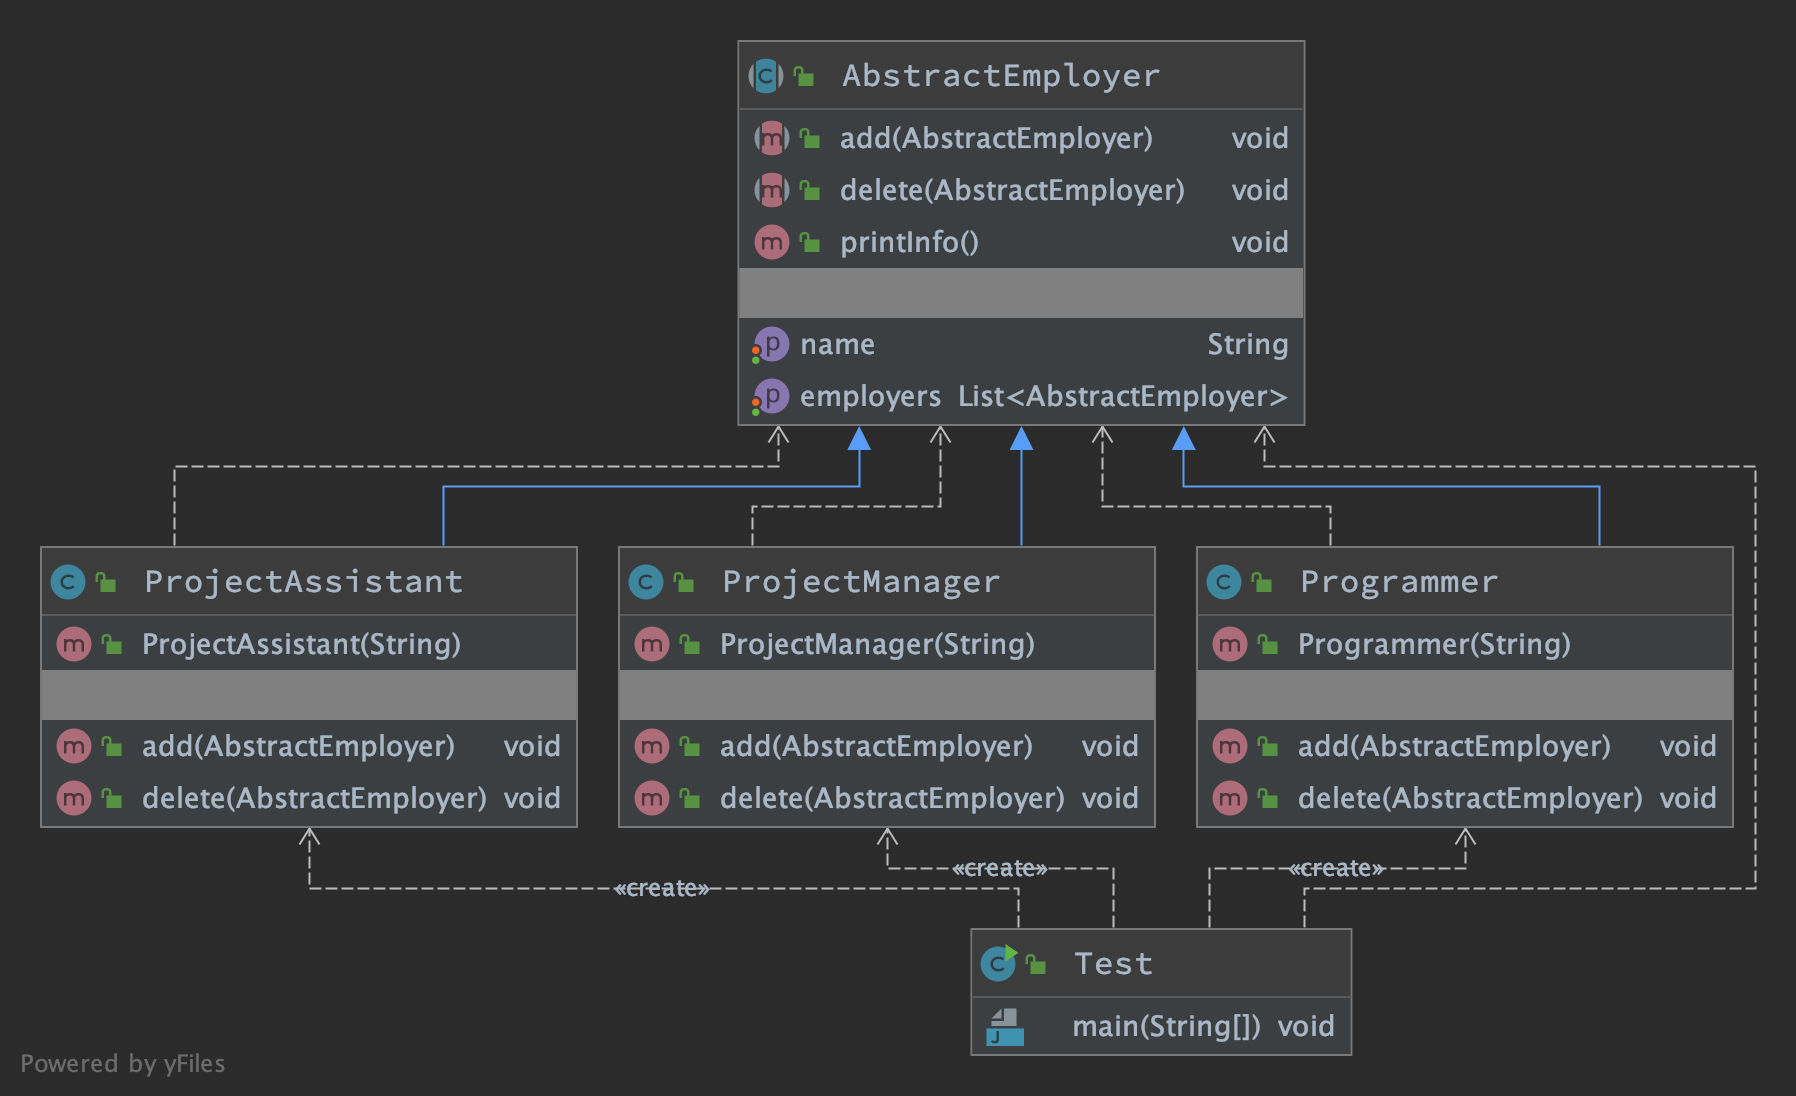 AbstractEmployer
add(AbstractEmployer) void
delete(AbstractEmployer) void
printInfo() void
name String
employers List<AbstractEmployer>
ProjectAssistant
ProjectAssistant(String)
add(AbstractEmployer) void
delete(AbstractEmployer) void
ProjectManager
ProjectManager(String)
add(AbstractEmployer) void
delete(AbstractEmployer) void
Programmer
Programmer(String)
add(AbstractEmployer) void
delete(AbstractEmployer) void
«create»
«create»
«create»
Test
main(String[]) void
Powered by yFiles